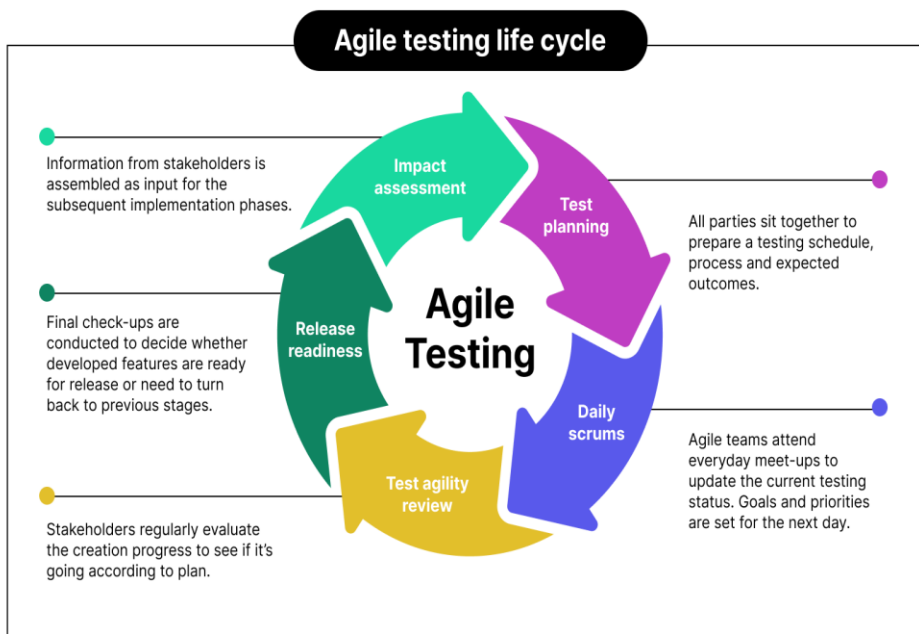 Agile testing life cycle
Impact
assessment
Information from stakeholders is
assembled as input for the
subsequent implementation phases.
Test
planning
All parties sit together to
prepare a testing schedule,
process and expected
outcomes.
Agile
Testing
Release
readiness
Final check-ups are
conducted to decide whether
developed features are ready
for release or need to turn
back to previous stages.
Daily
scrums
Agile teams attend
everyday meet-ups to
update the current testing
status. Goals and priorities
are set for the next day.
Test agility
review
Stakeholders regularly evaluate
the creation progress to see if it's
going according to plan.